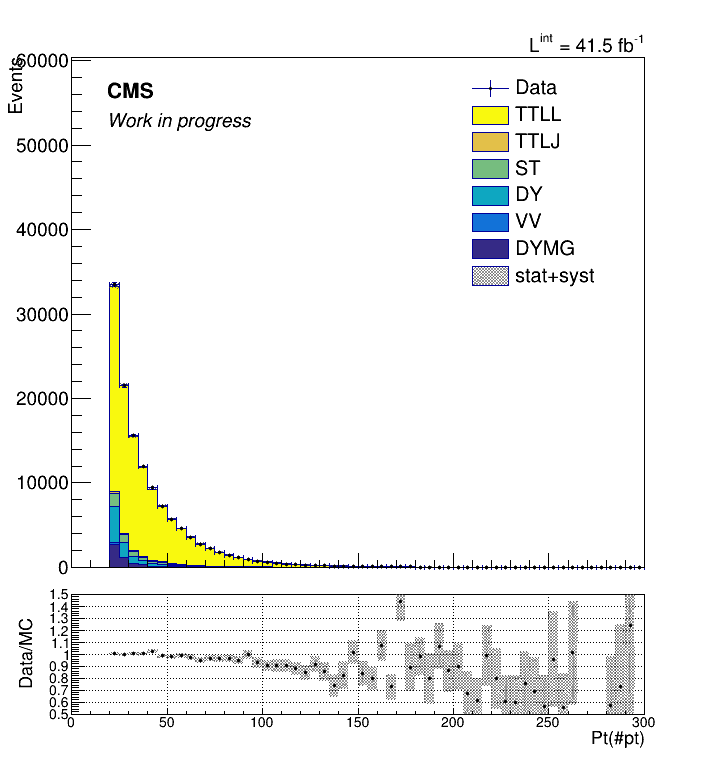 L^int = 41.5 fb^-1
Events
60000
50000
40000
30000
20000
10000
0
CMS
Work in progress
Data
TTLL
TTLJ
ST
DY
VV
DYMG
stat+syst
Data/MC
1.5
1.4
1.3
1.2
1.1
1
0.9
0.8
0.7
0.6
0.5
0 50 100 150 200 250 300
Pt(#pt)